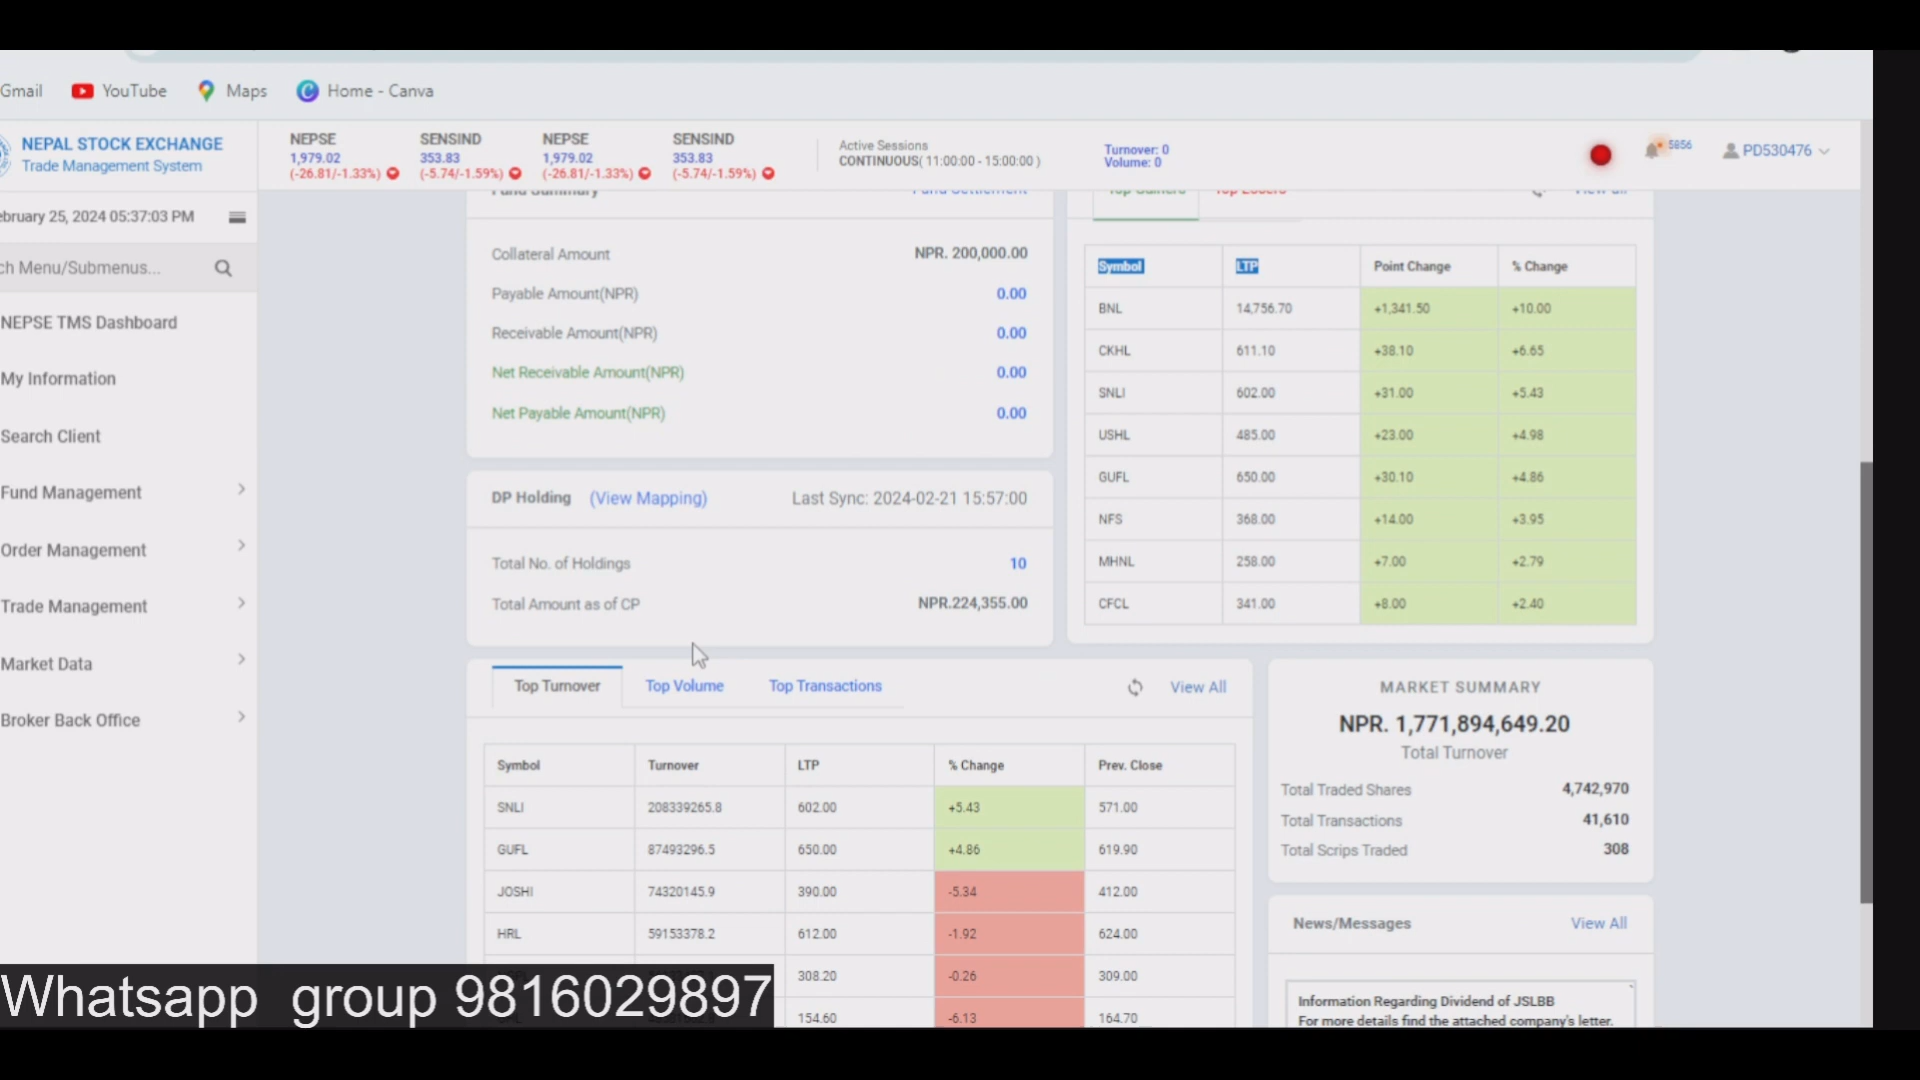 Gmail YouTube Maps Home - Canva
NEPAL STOCK EXCHANGE
Trade Management System
NEPSE
1,979.02
(-26.81/-1.33%)
SENSIND
353.83
(-5.74/-1.59%)
NEPSE
1,979.02
(-26.81/-1.33%)
SENSIND
353.83
(-5.74/-1.59%)
Active Sessions
CONTINUOUS( 11:00:00 - 15:00:00 )
Turnover: 0
Volume: 0
5856
PD530476
ebruary 25, 2024 05:37:03 PM
ch Menu/Submenus...
NEPSE TMS Dashboard
My Information
Search Client
Fund Management
Order Management
Trade Management
Market Data
Broker Back Office
Fund Summary Fund Settlement
Collateral Amount NPR. 200,000.00
Payable Amount(NPR) 0.00
Receivable Amount(NPR) 0.00
Net Receivable Amount(NPR) 0.00
Net Payable Amount(NPR) 0.00
DP Holding (View Mapping) Last Sync: 2024-02-21 15:57:00
Total No. of Holdings 10
Total Amount as of CP NPR.224,355.00
Top Gainers Top Losers View all
Symbol LTP Point Change % Change
BNL 14,756.70 +1,341.50 +10.00
CKHL 611.10 +38.10 +6.65
SNLI 602.00 +31.00 +5.43
USHL 485.00 +23.00 +4.98
GUFL 650.00 +30.10 +4.86
NFS 368.00 +14.00 +3.95
MHNL 258.00 +7.00 +2.79
CFCL 341.00 +8.00 +2.40
Top Turnover Top Volume Top Transactions View All
Symbol Turnover LTP % Change Prev. Close
SNLI 208339265.8 602.00 +5.43 571.00
GUFL 87493296.5 650.00 +4.86 619.90
JOSHI 74320145.9 390.00 -5.34 412.00
HRL 59153378.2 612.00 -1.92 624.00
308.20 -0.26 309.00
154.60 -6.13 164.70
MARKET SUMMARY
NPR. 1,771,894,649.20
Total Turnover
Total Traded Shares 4,742,970
Total Transactions 41,610
Total Scrips Traded 308
News/Messages View All
Information Regarding Dividend of JSLBB
For more details find the attached company's letter.
Whatsapp group 9816029897